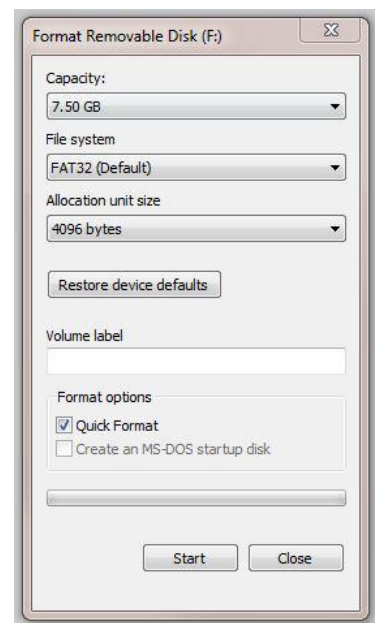 Format Removable Disk (F:)
Capacity:
7.50 GB
File system
FAT32 (Default)
Allocation unit size
4096 bytes
Restore device defaults
Volume label
Format options
Quick Format
Create an MS-DOS startup disk
Start Close